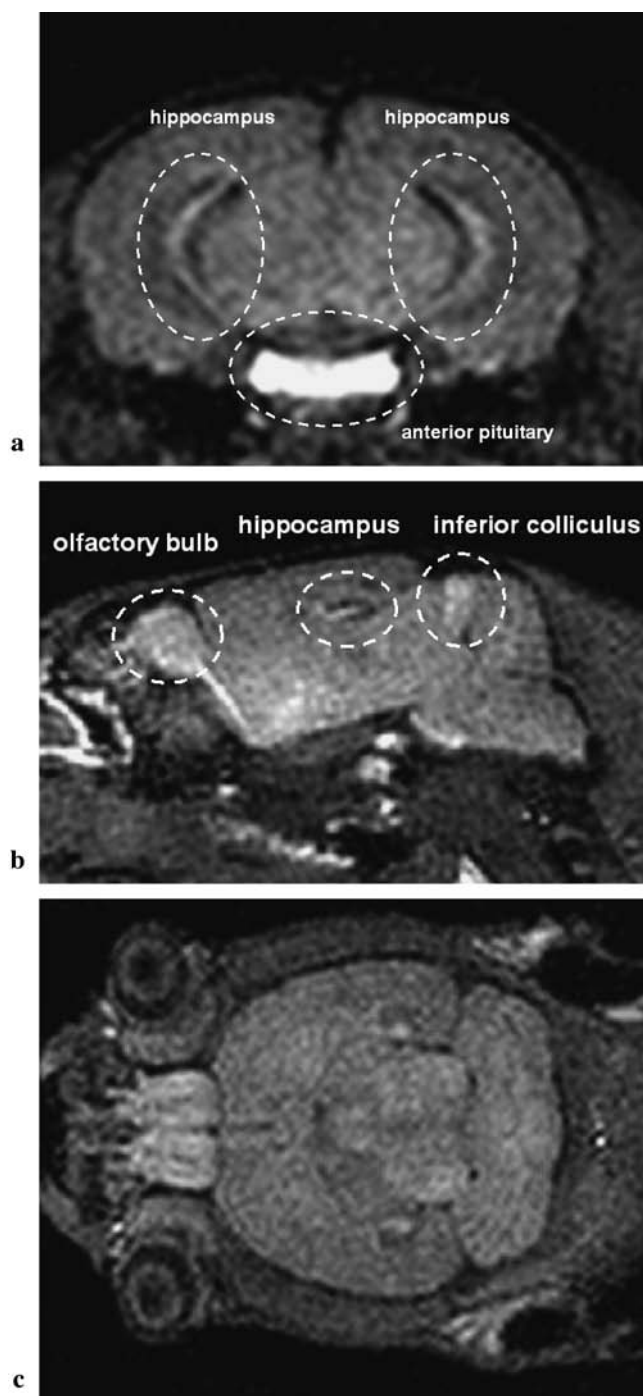 hippocampus hippocampus
anterior pituitary
a
olfactory bulb hippocampus inferior colliculus
b
c